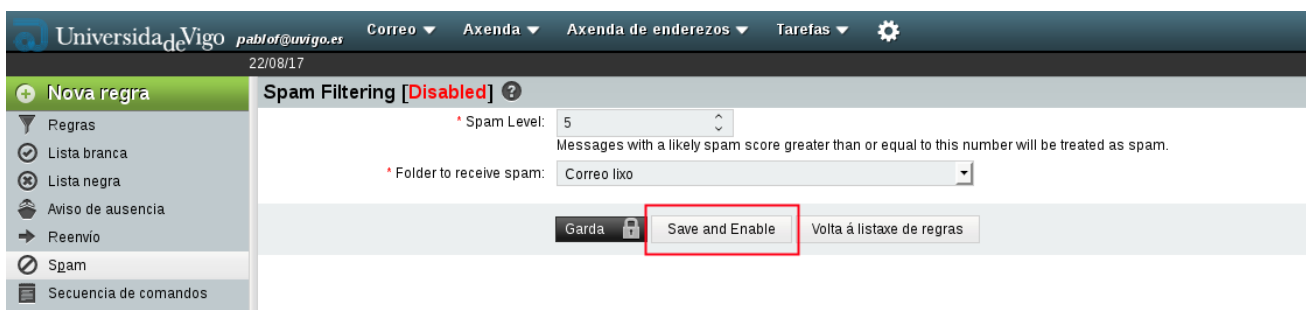 UniversidadeVigo pablof@uvigo.es Correo Axenda Axenda de enderezos Tarefas
22/08/17
Nova regra
Regras
Lista branca
Lista negra
Aviso de ausencia
Reenvío
Spam
Secuencia de comandos
Spam Filtering [Disabled] ?
* Spam Level: 5
Messages with a likely spam score greater than or equal to this number will be treated as spam.
* Folder to receive spam: Correo lixo
Garda Save and Enable Volta á listaxe de regras